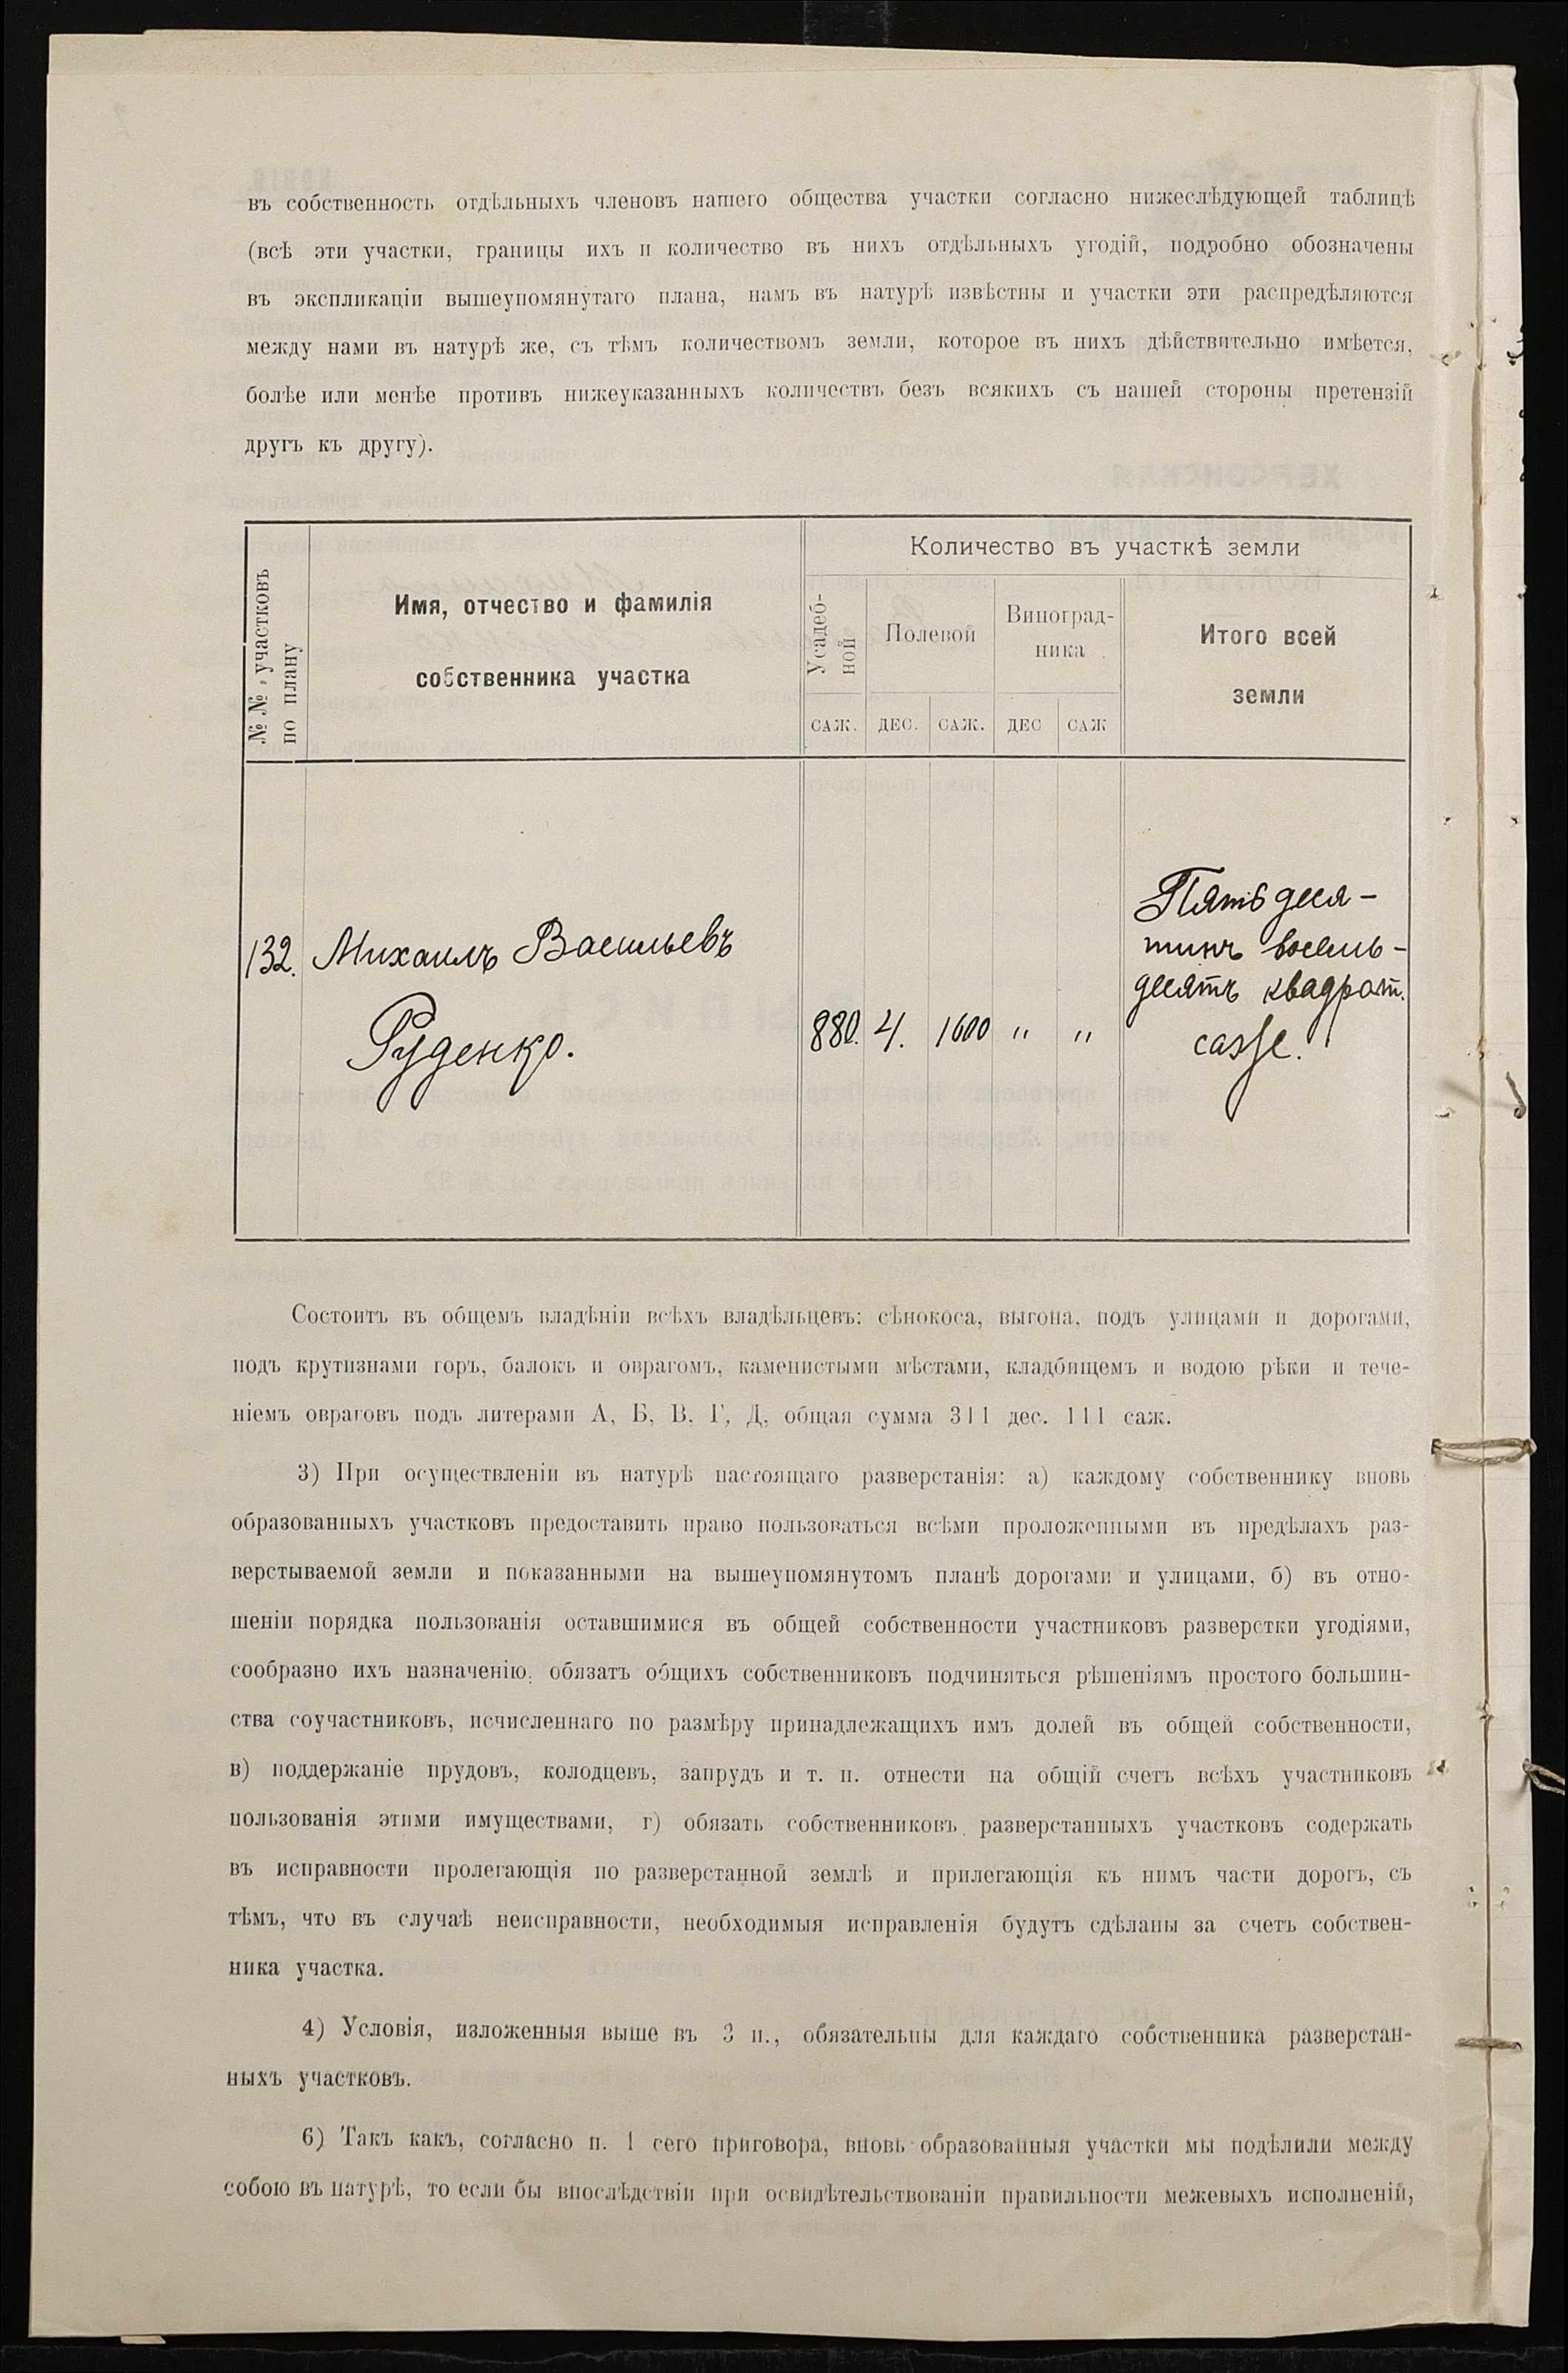 въ собственность отдѣльныхъ членовъ нашего общества участки согласно нижеслѣдующей таблицѣ
(всѣ эти участки, границы ихъ и количество въ нихъ отдѣльныхъ угодій, подробно обозначены
въ экспликаціи вышеупомянутаго плана, намъ въ натурѣ извѣстны и участки эти распредѣляются
между нами въ натурѣ же, съ тѣмъ количествомъ земли, которое въ нихъ дѣйствительно имѣется,
болѣе или менѣе противъ нижеуказанныхъ количествъ безъ всякихъ съ нашей стороны претензій
другъ къ другу).
№ № участковъ
по плану
Имя, отчество и фамилія
собственника участка
Количество въ участкѣ земли
Усадеб-
ной
Полевой
Виноград-
ника
Итого всей
земли
САЖ.
ДЕС.
САЖ.
ДЕС
САЖ
132. Михаилъ Васильевъ
Руденко.
880. 4. 1600 " "
Пять деся-
тинъ восемь-
десятъ квадрат.
саж.
Состоитъ въ общемъ владѣніи всѣхъ владѣльцевъ: сѣнокоса, выгона, подъ улицами и дорогами,
подъ крутизнами горъ, балокъ и оврагомъ, каменистыми мѣстами, кладбищемъ и водою рѣки и тече-
ніемъ овраговъ подъ литерами А, Б, В, Г, Д, общая сумма 311 дес. 111 саж.
3) При осуществленіи въ натурѣ настоящаго разверстанія: а) каждому собственнику вновь
образованныхъ участковъ предоставить право пользоваться всѣми проложенными въ предѣлахъ раз-
верстываемой земли и показанными на вышеупомянутомъ планѣ дорогами и улицами, б) въ отно-
шеніи порядка пользованія оставшимися въ общей собственности участниковъ разверстки угодіями,
сообразно ихъ назначенію, обязать общихъ собственниковъ подчиняться рѣшеніямъ простого большин-
ства соучастниковъ, исчисленнаго по размѣру принадлежащихъ имъ долей въ общей собственности,
в) поддержаніе прудовъ, колодцевъ, запрудъ и т. п. отнести на общій счетъ всѣхъ участниковъ
пользованія этими имуществами, г) обязать собственниковъ разверстанныхъ участковъ содержать
въ исправности пролегающія по разверстанной землѣ и прилегающія къ нимъ части дорогъ, съ
тѣмъ, что въ случаѣ неисправности, необходимыя исправленія будутъ сдѣланы за счетъ собствен-
ника участка.
4) Условія, изложенныя выше въ 3 п., обязательны для каждаго собственника разверстан-
ныхъ участковъ.
6) Такъ какъ, согласно п. 1 сего приговора, вновь образованныя участки мы подѣлили между
собою въ натурѣ, то если бы впослѣдствіи при освидѣтельствованіи правильности межевыхъ исполненій,